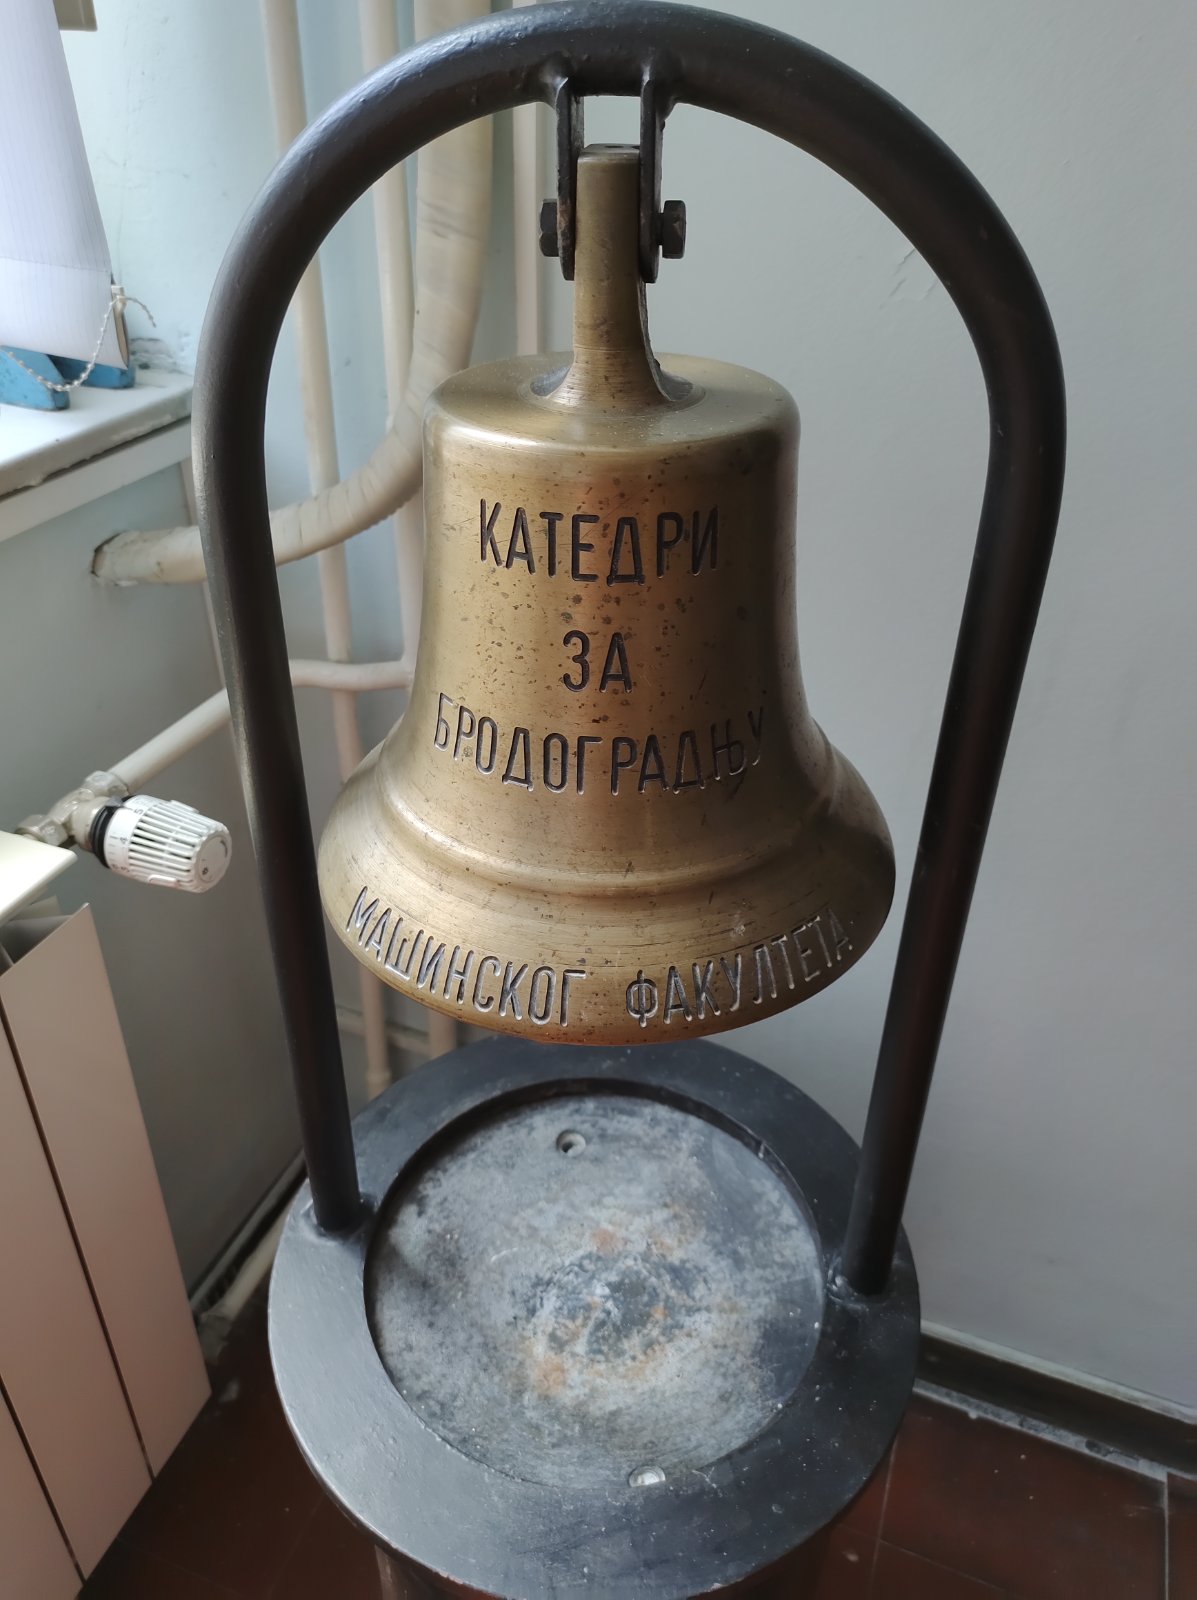 КАТЕДРИ
ЗА
БРОДОГРАДЊУ
МАШИНСКОГ ФАКУЛТЕТА